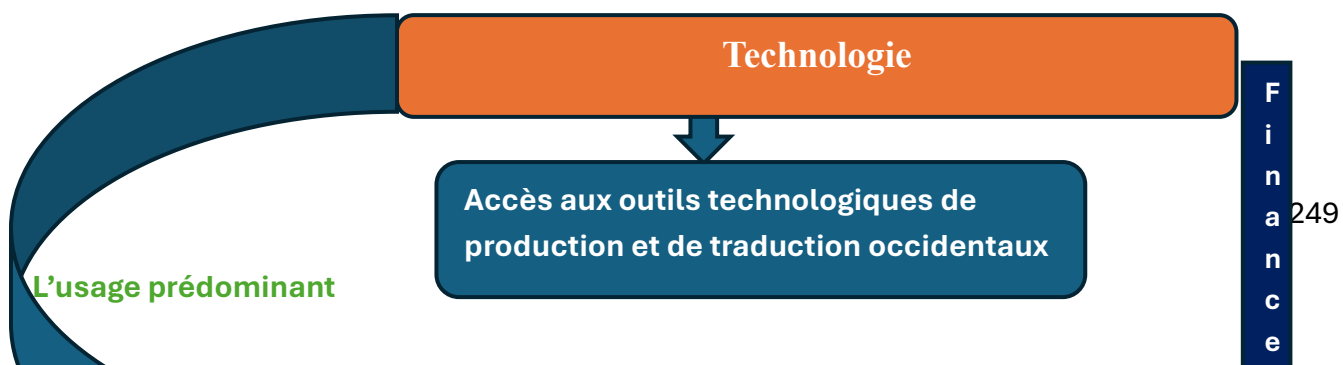 Technologie
Accès aux outils technologiques de
production et de traduction occidentaux
L’usage prédominant
F
i
n
a
n
c
e
249